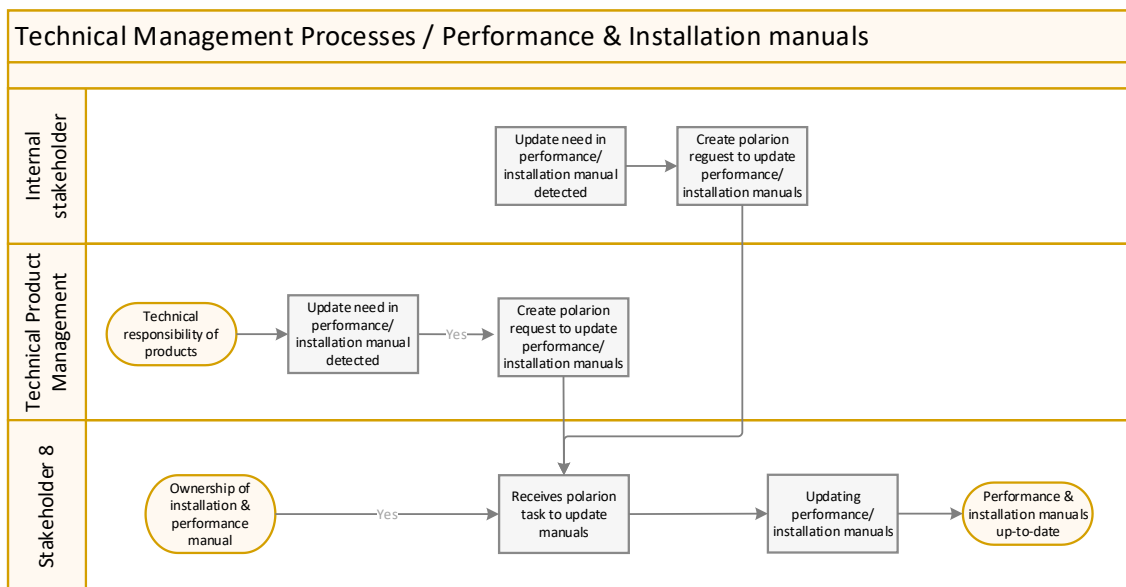 Technical Management Processes / Performance & Installation manuals
Internal
stakeholder
Update need in
performance/
installation manual
detected
Create polarion
reguest to update
performance/
installation manuals
Technical Product
Management
Technical
responsibility of
products
Update need in
performance/
installation manual
detected
Yes
Create polarion
request to update
performance/
installation manuals
Stakeholder 8
Ownership of
installation &
performance
manual
Yes
Receives polarion
task to update
manuals
Updating
performance/
installation manuals
Performance &
installation manuals
up-to-date